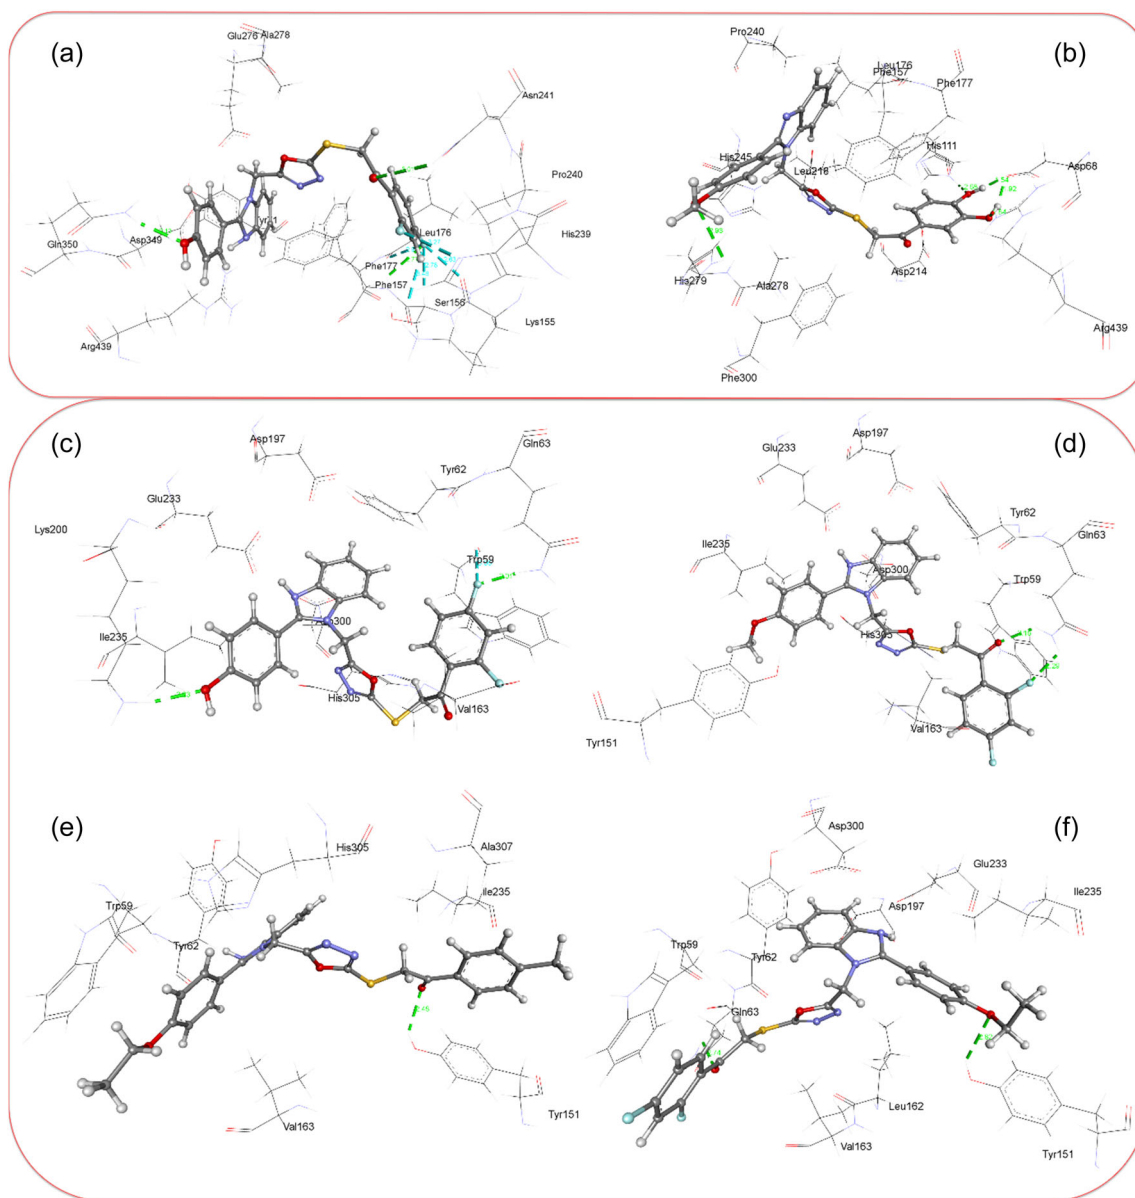 (a)
Glu276 Ala278
Asn241
Pro240
His239
Gln350
Asp349
Leu176
Phe177
Phe157
Ser156
Lys155
Arg439
(b)
Pro240
Leu176
Phe157
Phe177
His245
Leu218
His111
Asp68
His279
Ala278
Asp214
Arg439
Phe300
(c)
Asp197
Gln63
Tyr62
Glu233
Lys200
Trp59
Ile235
His305
Val163
(d)
Asp197
Glu233
Tyr62
Gln63
Ile235
Asp300
Trp59
His305
Val163
Tyr151
(e)
His305
Ala307
Ile235
Trp59
Tyr62
Val163
Tyr151
(f)
Asp300
Glu233
Ile235
Asp197
Trp59
Tyr62
Gln63
Leu162
Val163
Tyr151